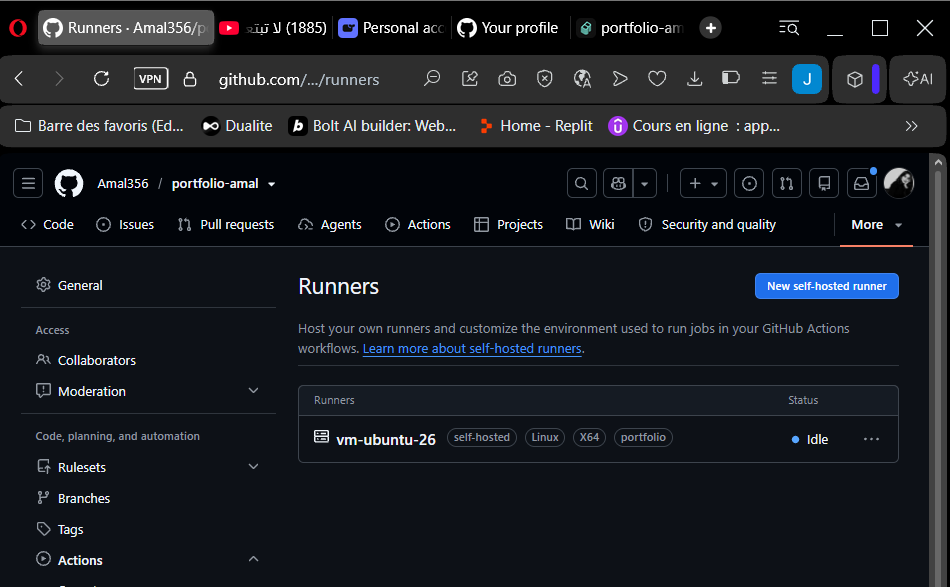 Runners · Amal356/p
(1885) لا تبتع
Personal acc
Your profile
portfolio-am
VPN
github.com/.../runners
J
AI
Barre des favoris (Ed...
Dualite
b
Bolt AI builder: Web...
Home - Replit
Cours en ligne : app...
Amal356 / portfolio-amal
Code
Issues
Pull requests
Agents
Actions
Projects
Wiki
Security and quality
More
General
Access
Collaborators
Moderation
Code, planning, and automation
Rulesets
Branches
Tags
Actions
Runners
New self-hosted runner
Host your own runners and customize the environment used to run jobs in your GitHub Actions
workflows. Learn more about self-hosted runners.
Runners
Status
vm-ubuntu-26
self-hosted
Linux
X64
portfolio
Idle